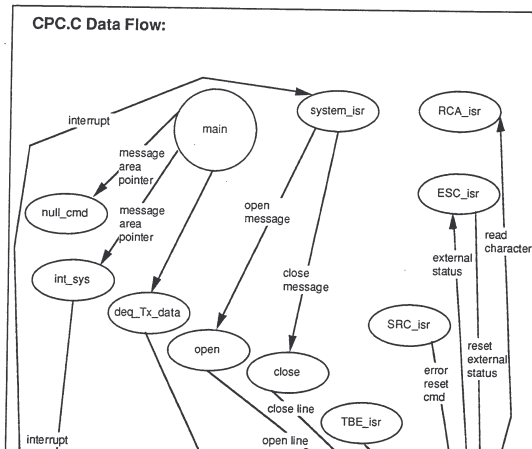 CPC.C Data Flow:
interrupt
main
system_isr
RCA_isr
message
area
pointer
null_cmd
message
area
pointer
open
message
ESC_isr
read
character
external
status
int_sys
close
message
deq_Tx_data
SRC_isr
open
close
error
reset
cmd
reset
external
status
close line
TBE_isr
interrupt
open line